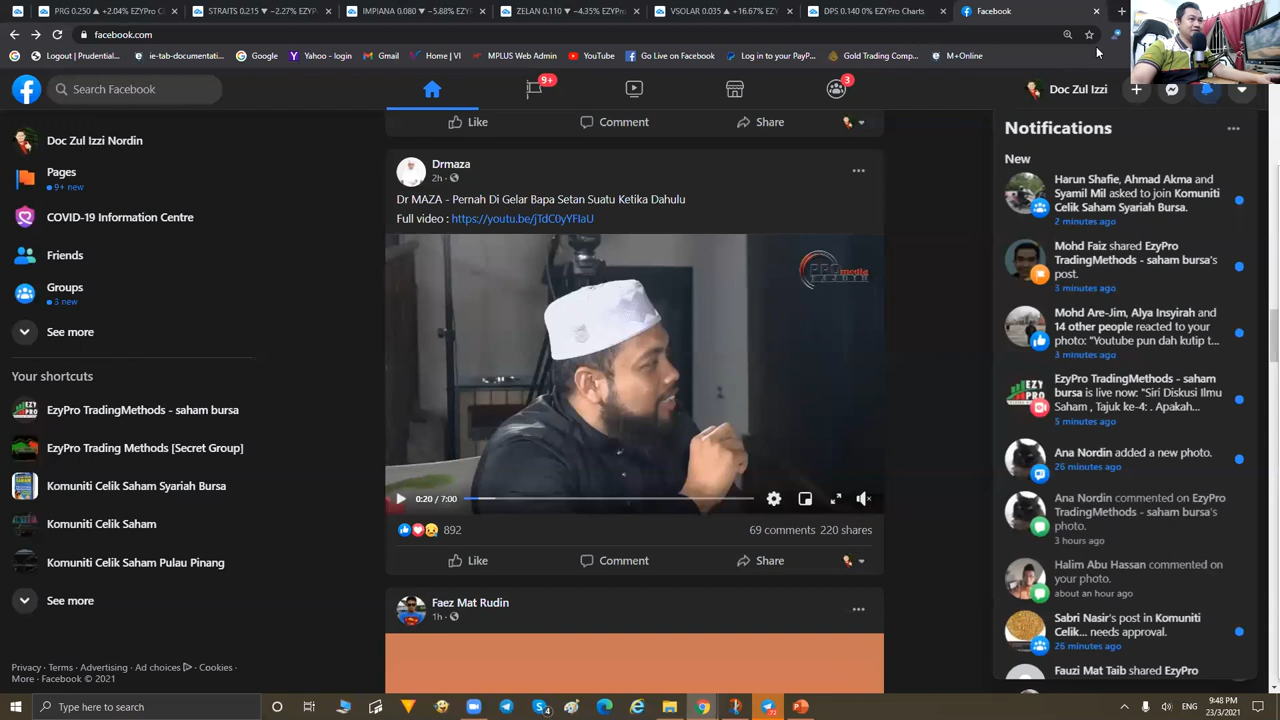 PRG 0.250 ▲ +2.04% EZYPro C
STRAITS 0.215 ▼ −2.27% EZYP
IMPIANA 0.080 ▼ −5.88% EZYF
ZELAN 0.110 ▼ −4.35% EZYPro
VSOLAR 0.035 ▲ +16.67% EZY
DPS 0.140 0% EZYPro Charts
Facebook
facebook.com
Logout | Prudential...
ie-tab-documentati...
Google
Yahoo - login
Gmail
Home | VI
MPLUS Web Admin
YouTube
Go Live on Facebook
Log in to your PayP...
Gold Trading Comp...
M+Online
Search Facebook
9+
3
Doc Zul Izzi
Doc Zul Izzi Nordin
Pages
9+ new
COVID-19 Information Centre
Friends
Groups
3 new
See more
Your shortcuts
EzyPro TradingMethods - saham bursa
EzyPro Trading Methods [Secret Group]
Komuniti Celik Saham Syariah Bursa
Komuniti Celik Saham
Komuniti Celik Saham Pulau Pinang
See more
Privacy · Terms · Advertising · Ad choices · Cookies ·
More · Facebook © 2021
Like
Comment
Share
Drmaza
2h ·
Dr MAZA - Pernah Di Gelar Bapa Setan Suatu Ketika Dahulu
Full video : https://youtu.be/jTdC0yYFIaU
media
0:20 / 7:00
892
69 comments 220 shares
Like
Comment
Share
Faez Mat Rudin
1h ·
Notifications
New
Harun Shafie, Ahmad Akma and
Syamil Mil asked to join Komuniti
Celik Saham Syariah Bursa.
2 minutes ago
Mohd Faiz shared EzyPro
TradingMethods - saham bursa's
post.
3 minutes ago
Mohd Are-Jim, Alya Insyirah and
14 other people reacted to your
photo: "Youtube pun dah kutip t...
3 minutes ago
EZY
PRO
EzyPro TradingMethods - saham
bursa is live now: "Siri Diskusi Ilmu
Saham , Tajuk ke-4: . Apakah...
5 minutes ago
Ana Nordin added a new photo.
26 minutes ago
Ana Nordin commented on EzyPro
TradingMethods - saham bursa's
photo.
3 hours ago
Halim Abu Hassan commented on
your photo.
about an hour ago
Sabri Nasir's post in Komuniti
Celik... needs approval.
26 minutes ago
Fauzi Mat Taib shared EzyPro
Type here to search
ENG
9:48 PM
23/3/2021